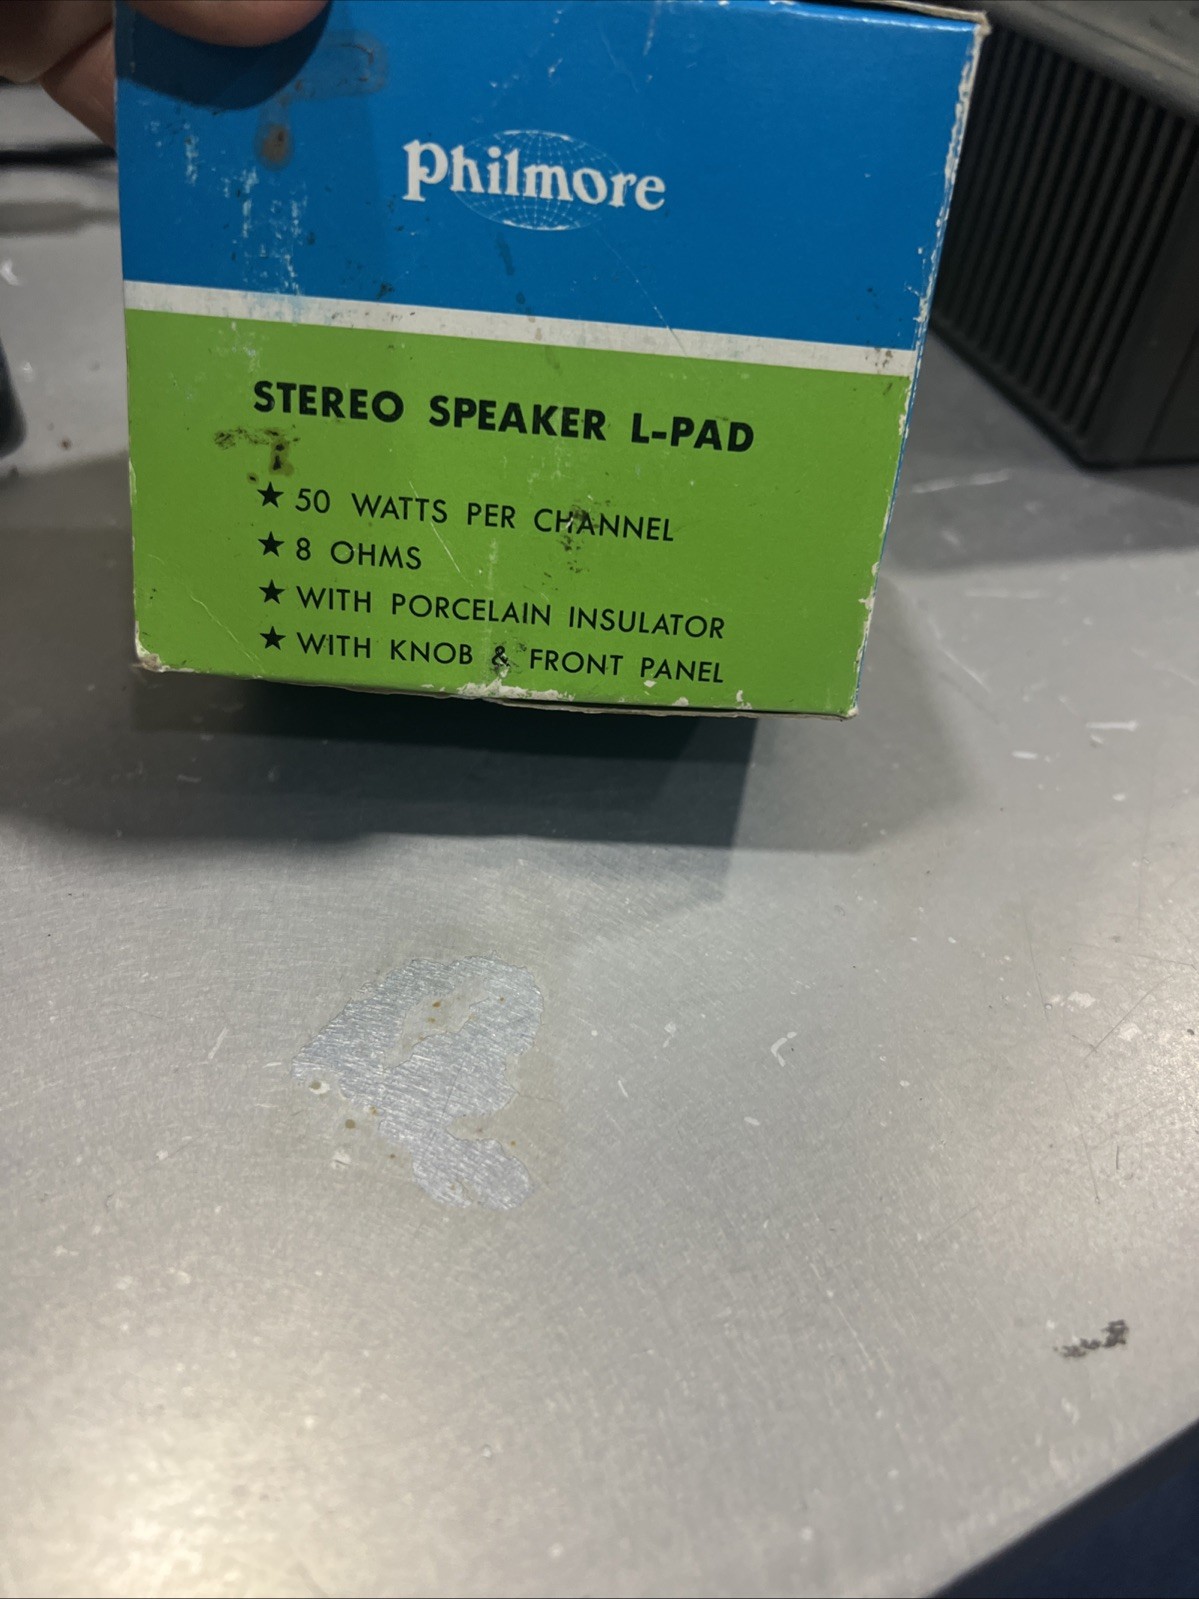 Philmore
STEREO SPEAKER L-PAD
★ 50 WATTS PER CHANNEL
★ 8 OHMS
★ WITH PORCELAIN INSULATOR
★ WITH KNOB & FRONT PANEL